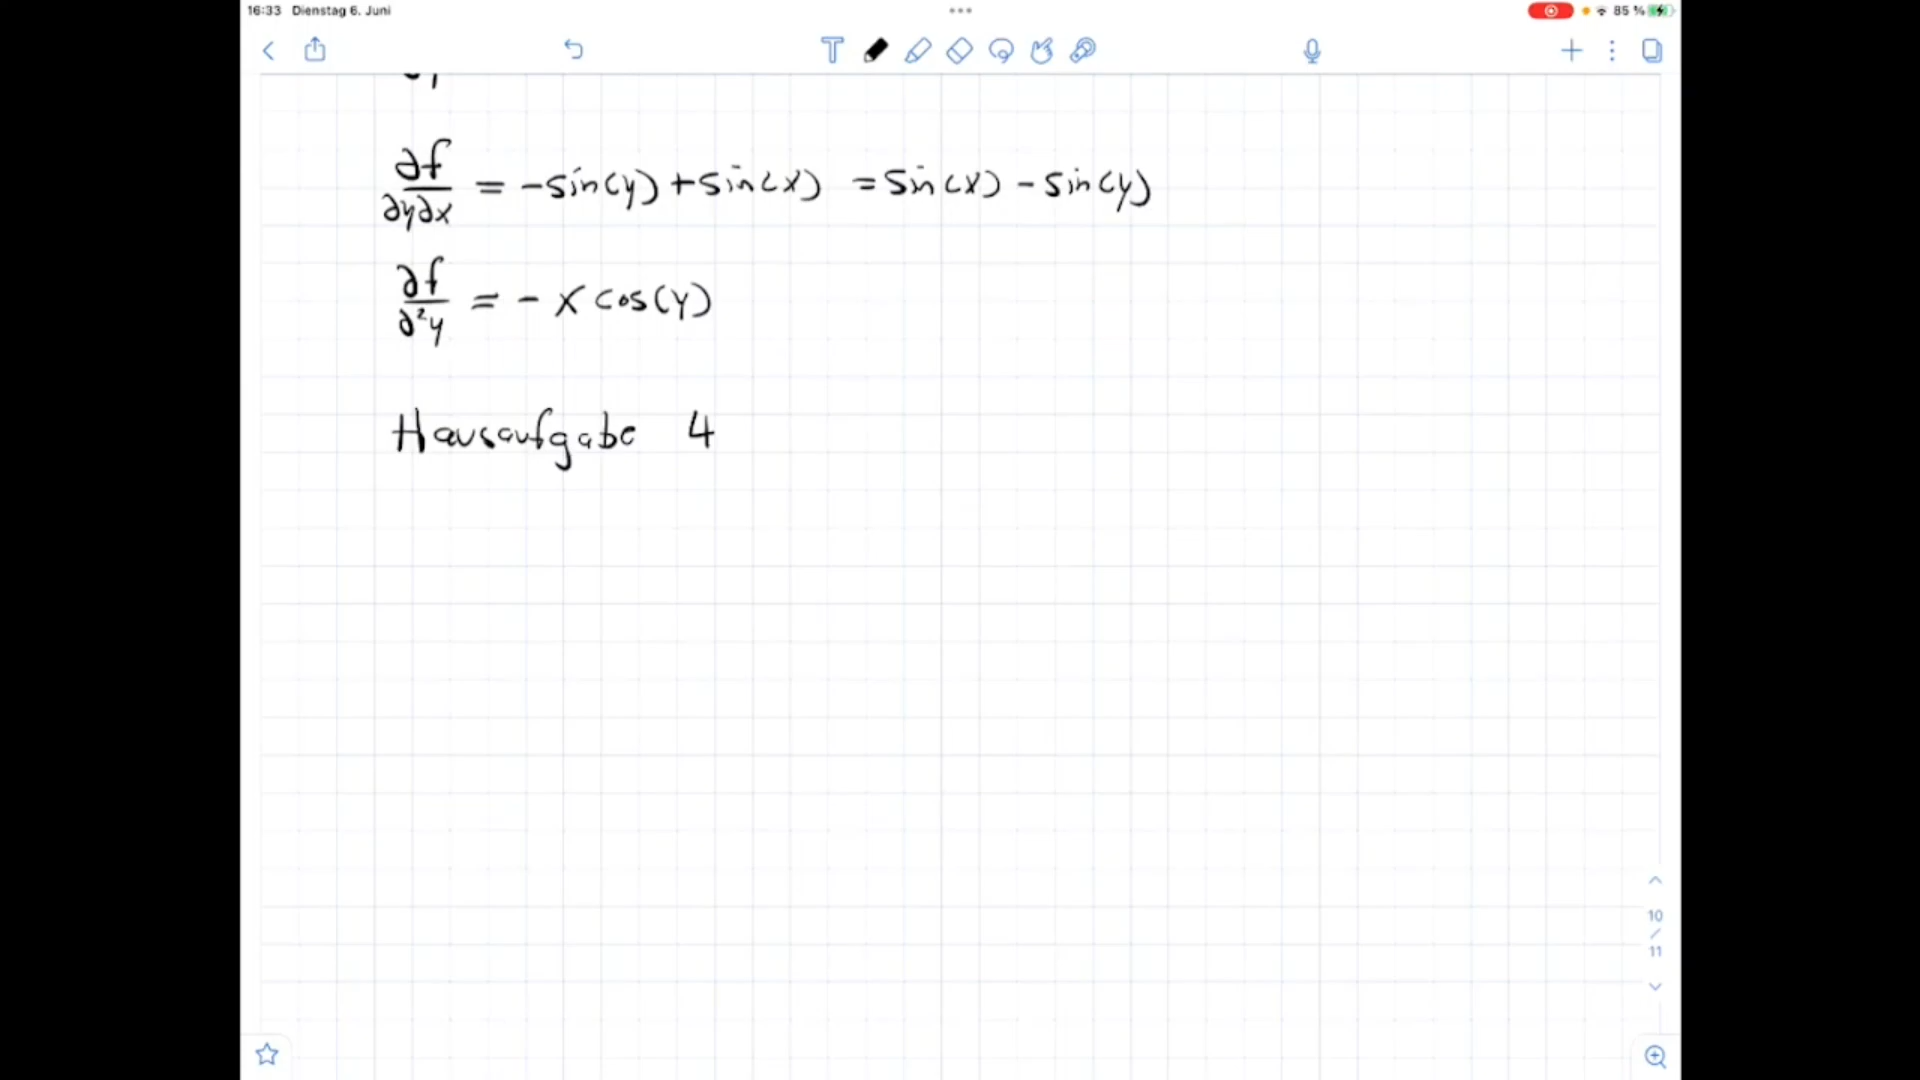 16:33 Dienstag 6. Juni 85 %
T
∂f/∂y∂x = -sin(y) + sin(x) = sin(x) - sin(y)
∂f/∂²y = - x cos(y)
Hausaufgabe 4
10
/
11